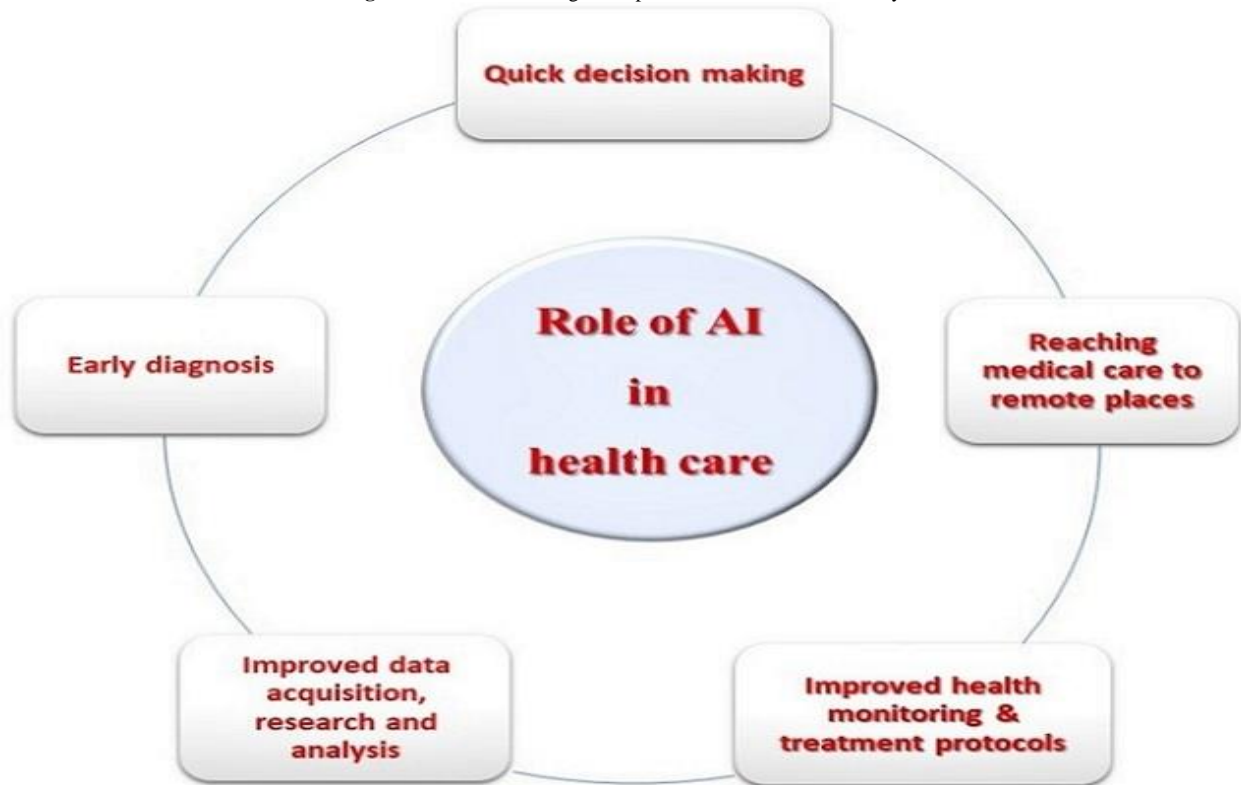 Quick decision making
Role of AI
in
health care
Early diagnosis
Reaching
medical care to
remote places
Improved data
acquisition,
research and
analysis
Improved health
monitoring &
treatment protocols